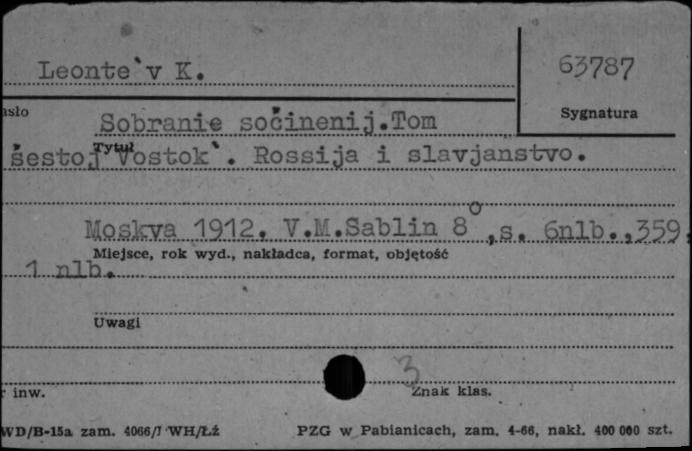 Leonte'v K.
63787
asło
Sygnatura
Sobranie sočinenij.Tom
Tytuł
šestoj Vostok'. Rossija i slavjanstvo.
Moskva 1912. V.M.Sablin 8°,s. 6nlb.,359,
Miejsce, rok wyd., nakładca, format, objętość
1 nlb.
Uwagi
3
r inw.
Znak klas.
WD/B-15a zam. 4066/J WH/Łź
PZG w Pabianicach, zam. 4-66, nakł. 400 000 szt.